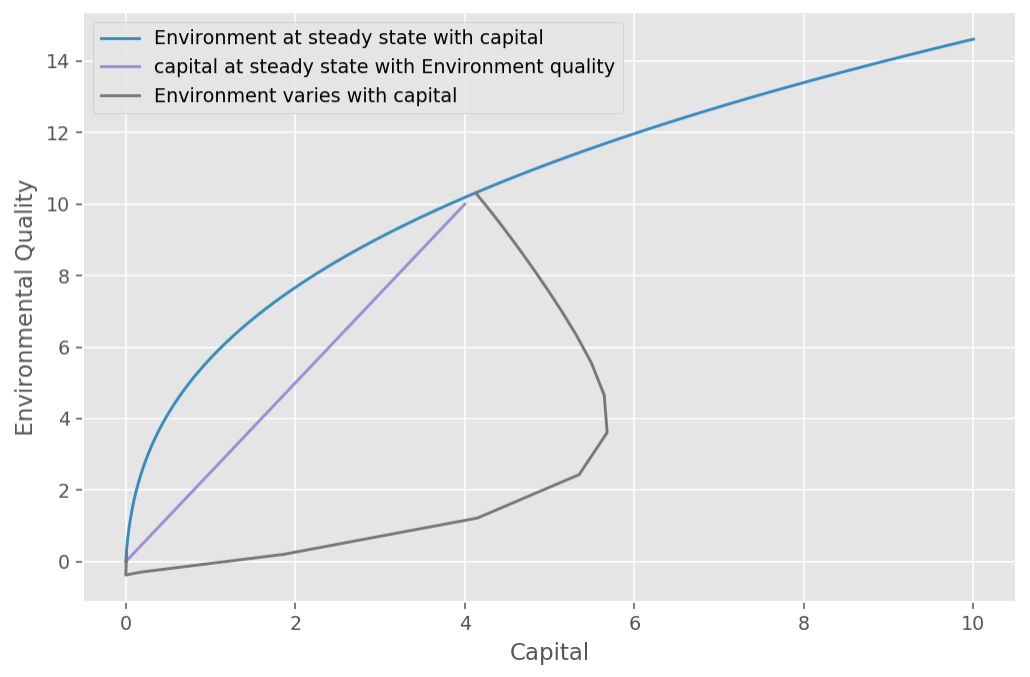 Environment at steady state with capital
capital at steady state with Environment quality
Environment varies with capital
14
12
10
8
6
4
2
0
Environmental Quality
0 2 4 6 8 10
Capital